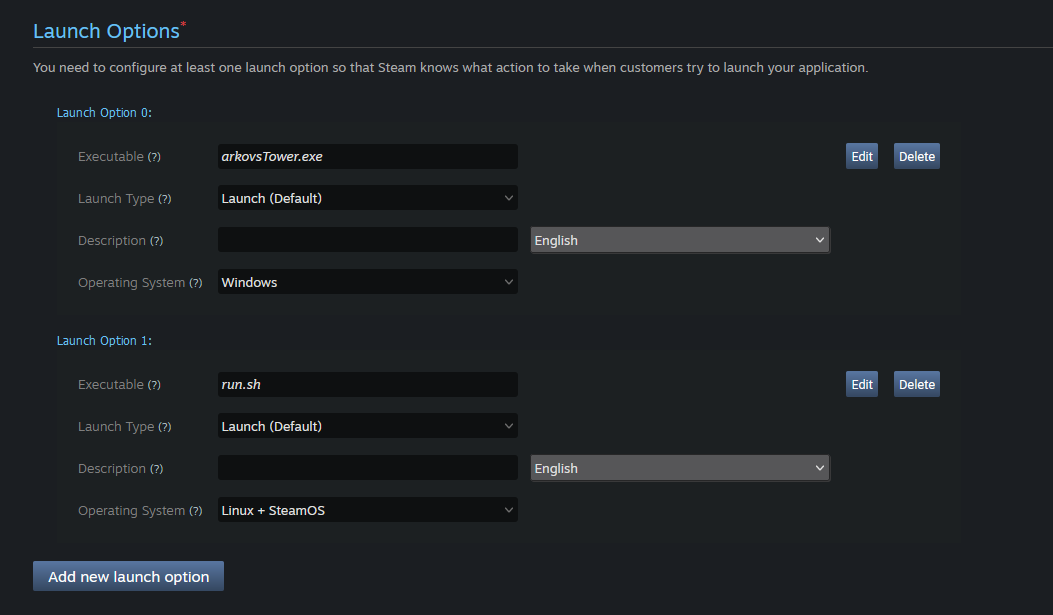 Launch Options*
You need to configure at least one launch option so that Steam knows what action to take when customers try to launch your application.
Launch Option 0:
Executable (?) arkovsTower.exe Edit Delete
Launch Type (?) Launch (Default)
Description (?) English
Operating System (?) Windows
Launch Option 1:
Executable (?) run.sh Edit Delete
Launch Type (?) Launch (Default)
Description (?) English
Operating System (?) Linux + SteamOS
Add new launch option